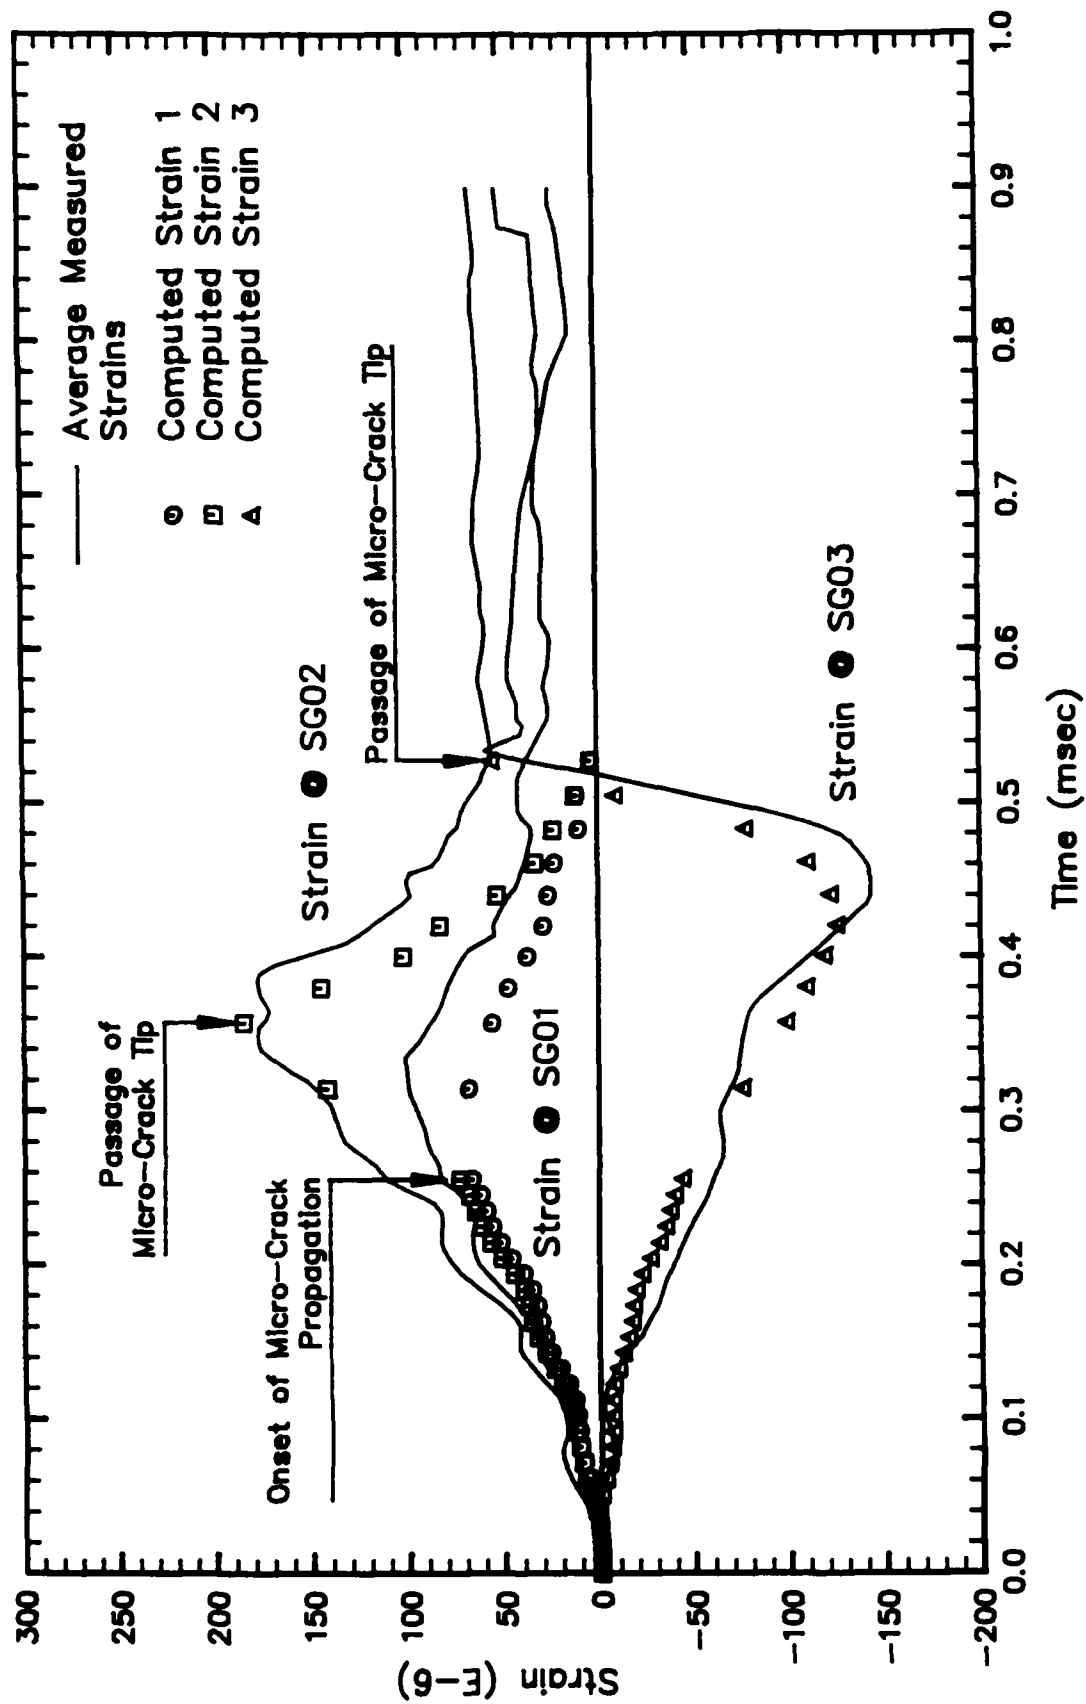 300
250
200
150
100
50
0
−50
−100
−150
−200
Strain (E−6)
0.0
0.1
0.2
0.3
0.4
0.5
0.6
0.7
0.8
0.9
1.0
Time (msec)
Average Measured
Strains
Computed Strain 1
Computed Strain 2
Computed Strain 3
Passage of
Micro−Crack Tip
Onset of Micro−Crack
Propagation
Strain @ SG02
Passage of Micro−Crack Tip
Strain @ SG01
Strain @ SG03